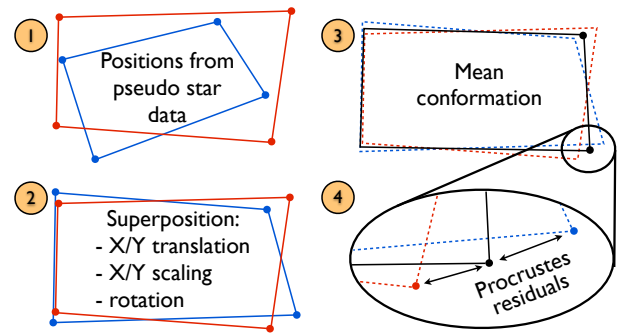 1
Positions from
pseudo star
data
2
Superposition:
- X/Y translation
- X/Y scaling
- rotation
3
Mean
conformation
4
Procrustes
residuals